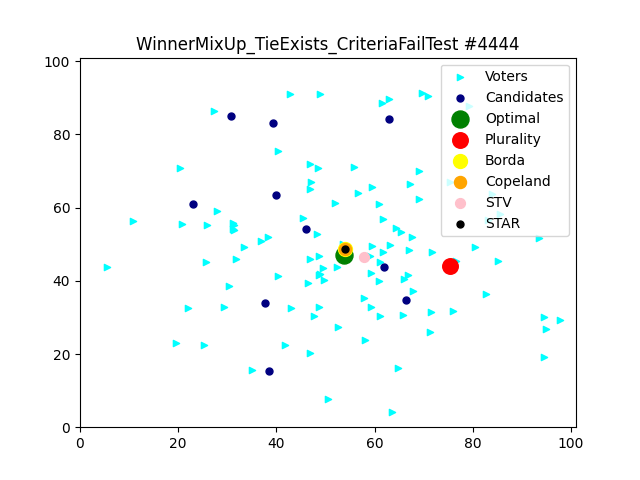 WinnerMixUp_TieExists_CriteriaFailTest #4444
100
80
60
40
20
0
0 20 40 60 80 100
Voters
Candidates
Optimal
Plurality
Borda
Copeland
STV
STAR